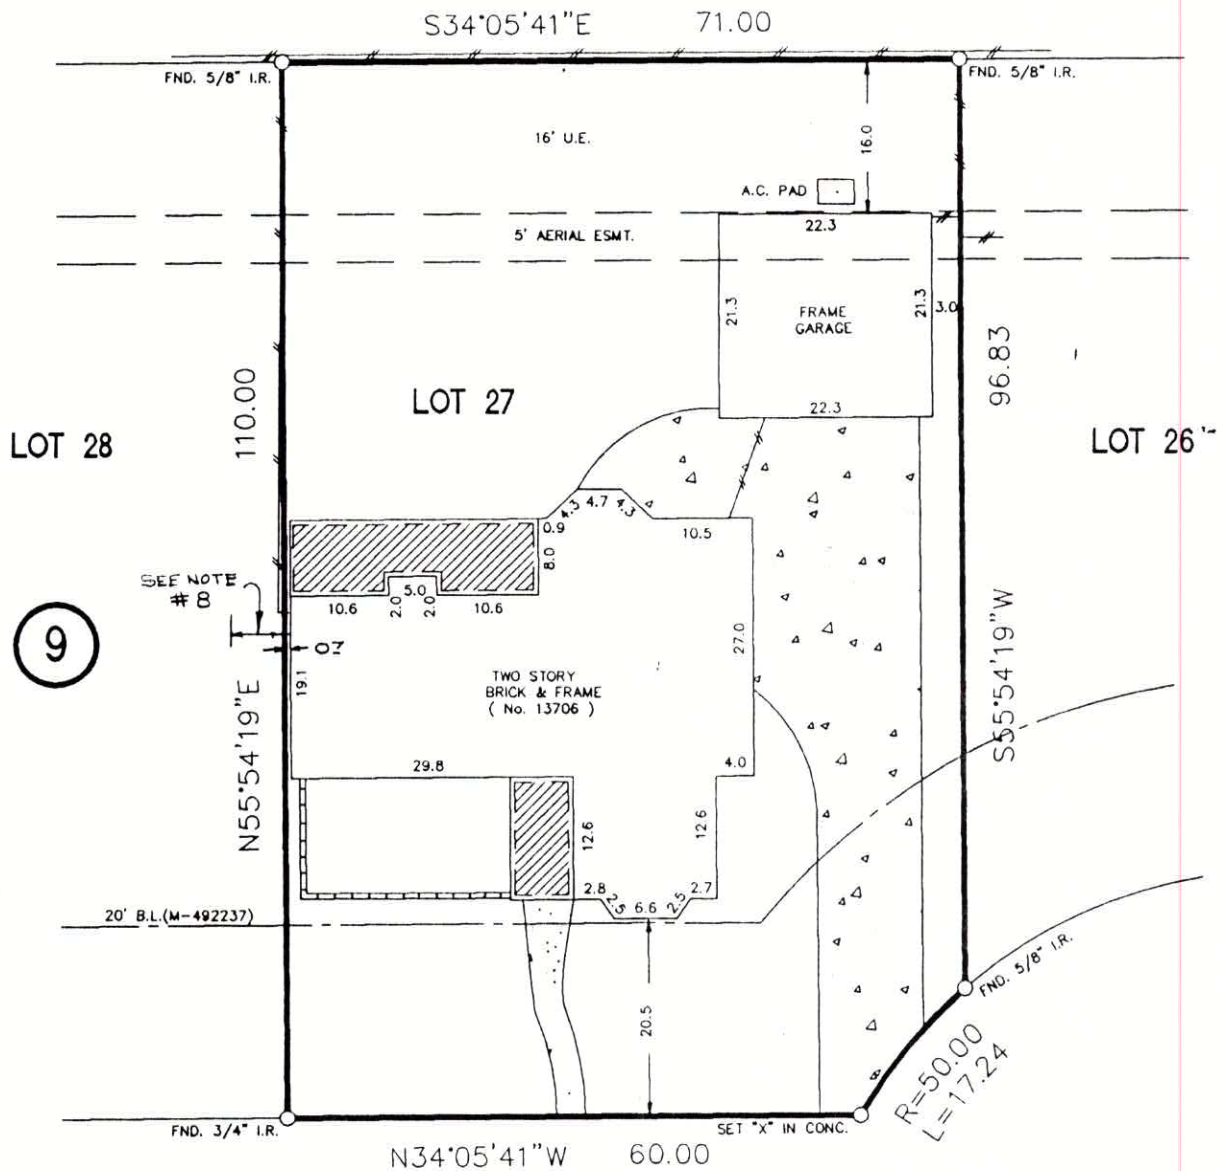 S34°05'41"E 71.00
FND. 5/8" I.R.
FND. 5/8" I.R.
16' U.E.
16.0
A.C. PAD
5' AERIAL ESMT.
22.3
21.3
FRAME
GARAGE
21.3
3.0
22.3
110.00
LOT 27
96.83
LOT 28
LOT 26
4.3
4.7
4.3
0.9
8.0
10.5
SEE NOTE
#8
10.6
2.0
5.0
2.0
10.6
9
19.1
27.0
TWO STORY
BRICK & FRAME
( No. 13706 )
N55°54'19"E
S55°54'19"W
29.8
4.0
12.6
12.6
2.8
2.5
6.6
2.5
2.7
20' B.L.(M-492237)
20.5
FND. 5/8" I.R.
R=50.00
L=17.24
FND. 3/4" I.R.
SET "X" IN CONC.
N34°05'41"W 60.00